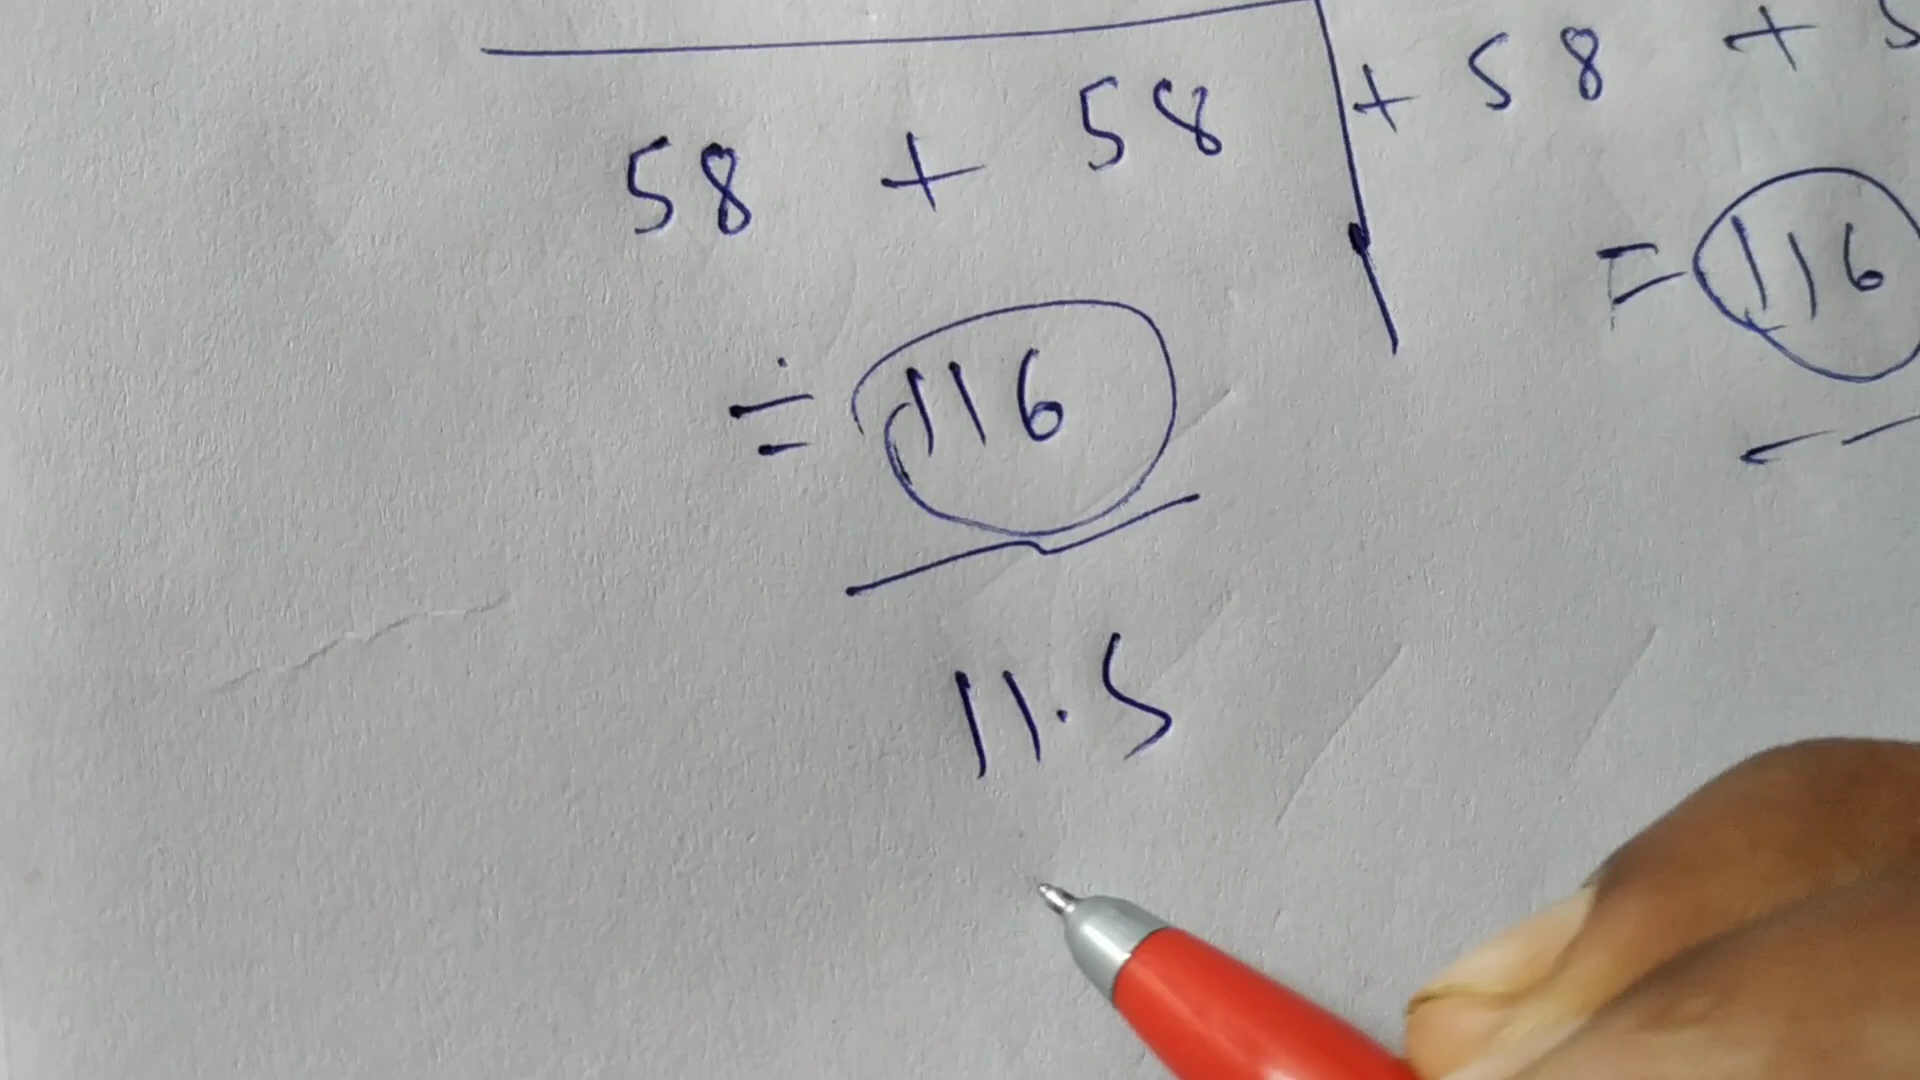 58 + 58 + 58 +
= 116 = 116
11.5